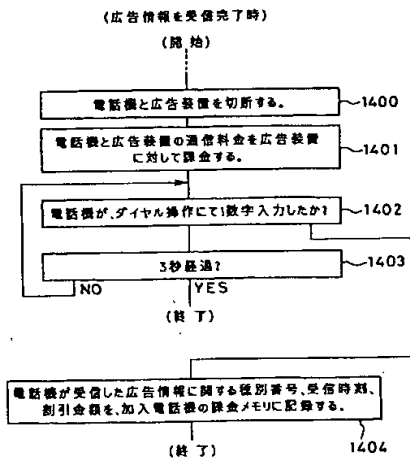 (広告情報を受信完了時)
(開始)
電話機と広告装置を切断する。
1400
電話機と広告装置の通信料金を広告装置
に対して課金する。
1401
電話機が、ダイヤル操作にて1数字入力したか?
1402
3秒経過?
1403
NO
YES
(終了)
電話機が受信した広告情報に関する種別番号、受信時刻、
割引金額を、加入電話機の課金メモリに記録する。
(終了)
1404